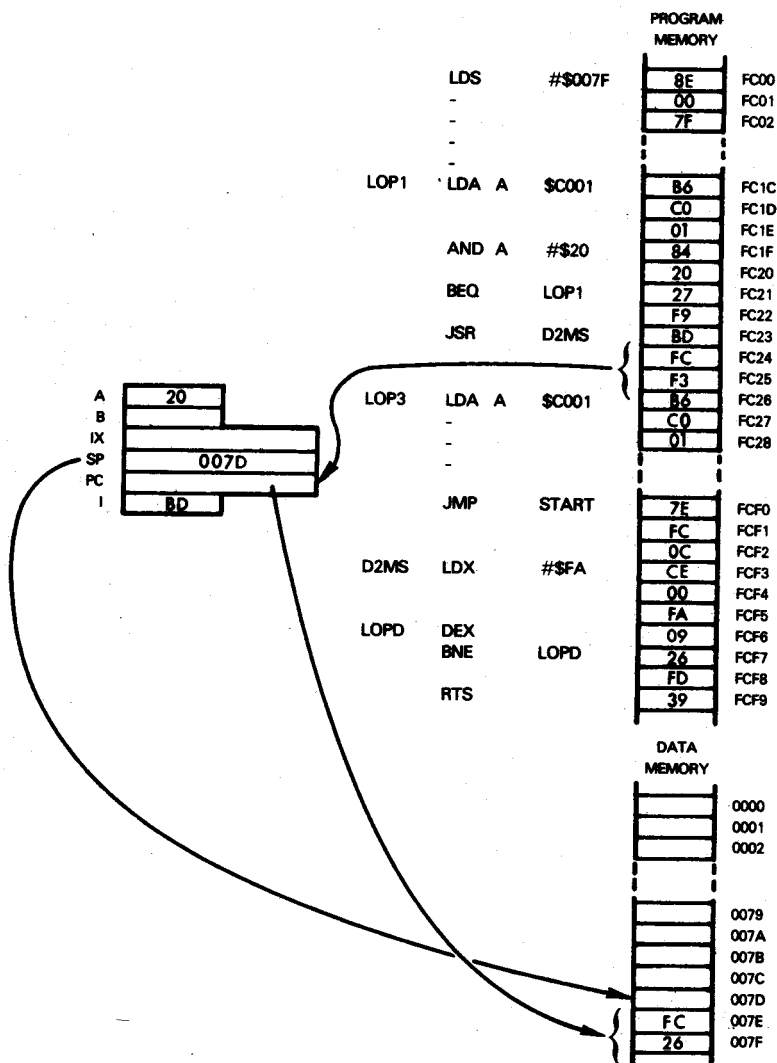 PROGRAM
MEMORY
LDS #$007F 8E FC00
- 00 FC01
- 7F FC02
-
-
LOP1 LDA A $C001 B6 FC1C
C0 FC1D
01 FC1E
AND A #$20 84 FC1F
20 FC20
BEQ LOP1 27 FC21
F9 FC22
JSR D2MS BD FC23
FC FC24
F3 FC25
LOP3 LDA A $C001 B6 FC26
- C0 FC27
- 01 FC28
-
A 20
B
IX
SP 007D
PC
I BD
JMP START 7E FCF0
FC FCF1
0C FCF2
D2MS LDX #$FA CE FCF3
00 FCF4
FA FCF5
LOPD DEX 09 FCF6
BNE LOPD 26 FCF7
FD FCF8
RTS 39 FCF9
DATA
MEMORY
0000
0001
0002
0079
007A
007B
007C
007D
FC 007E
26 007F